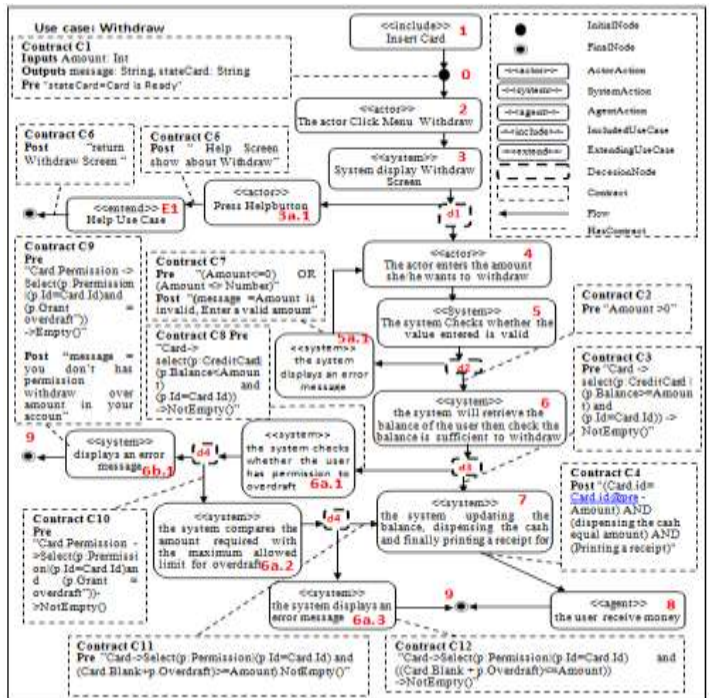 Use case: Withdraw
Contract C1
Inputs Amount: Int
Outputs message: String, stateCard: String
Pre "stateCard=Card is Ready"
<<include>> 1
Insert Card
0
<<actor>> 2
The actor Click Menu Withdraw
<<system>> 3
System display Withdraw
Screen
InitialNode
FinalNode
<<actor>> ActorAction
<<system>> SystemAction
<<agent>> AgentAction
<<include>> IncludedUseCase
<<extend>> ExtendingUseCase
DecesionNode
Contract
Flow
HasContract
Contract C6
Post "return
Withdraw Screen "
Contract C5
Post " Help Screen
show about Withdraw"
<<extend>> E1
Help Use Case
<<actor>>
Press Helpbutton
3a.1
d1
Contract C9
Pre
"Card.Permission ->
Select(p:Prermissi
on|(p.Id=Card.Id)and
(p.Grant =
overdraft"))
->Empty()"
Post "message =
you don't has
permission
withdraw over
amount in your
accoun"
Contract C7
Pre "(Amount<=0) OR
(Amount <> Number)"
Post "(message =Amount is
invalid, Enter a valid amount"
Contract C8 Pre
"Card->
select(p:CreditCard|
(p.Balance<Amoun
t) and
(p.Id=Card.Id))
->NotEmpty()"
<<actor>> 4
The actor enters the amount
she/he wants to withdraw
<<System>> 5
The system Checks whether the
value entered is valid
5a.1
<<system>>
the system
displays an error
message
d2
Contract C2
Pre "Amount >0"
Contract C3
Pre "Card ->
select(p:CreditCard |
(p.Balance>=Amoun
t) and
(p.Id=Card.Id)) ->
NotEmpty()"
<<system>> 6
the system will retrieve the
balance of the user then check the
balance is sufficient to withdraw
d3
9
<<system>>
displays an error
message 6b.1
d4
<<system>>
the system checks
whether the user
has permission to
overdraft 6a.1
<<system>> 7
the system updating the
balance, dispensing the cash
and finally printing a receipt for
Contract C4
Post "(Card.id=
Card.id@pre -
Amount) AND
(dispensing the cash
equal amount) AND
(Printing a receipt)"
Contract C10
Pre
"Card.Permission -
->Select(p:Prermissi
on|(p.Id=Card.Id)an
d (p.Grant =
overdraft"))-
>NotEmpty()
<<system>>
the system compares the
amount required with
the maximum allowed
limit for overdraft 6a.2
d4
<<system>>
the system displays an
error message 6a.3
9
<<agent>> 8
the user receive money
Contract C11
Pre "Card->Select(p:Permission|(p.Id=Card.Id) and
(Card.Blank+p.Overdraft)>=Amount).NotEmpty()"
Contract C12
"Card->Select(p:Permission|(p.Id=Card.Id) and
((Card.Blank + p.Overdraft)<=Amount))
->NotEmpty()"